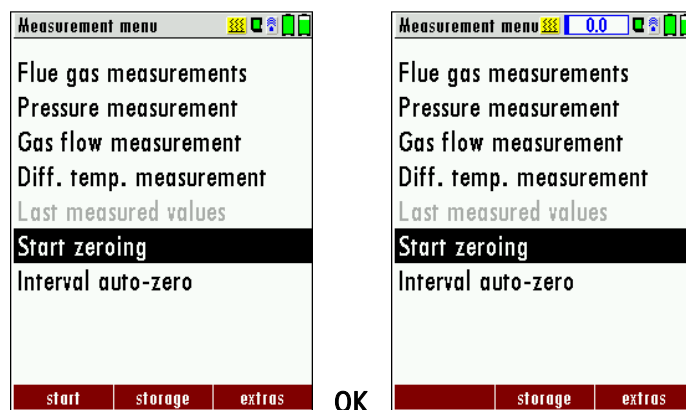 Measurement menu
Flue gas measurements
Pressure measurement
Gas flow measurement
Diff. temp. measurement
Last measured values
Start zeroing
Interval auto-zero
start storage extras
OK
Measurement menu 0.0
Flue gas measurements
Pressure measurement
Gas flow measurement
Diff. temp. measurement
Last measured values
Start zeroing
Interval auto-zero
storage extras